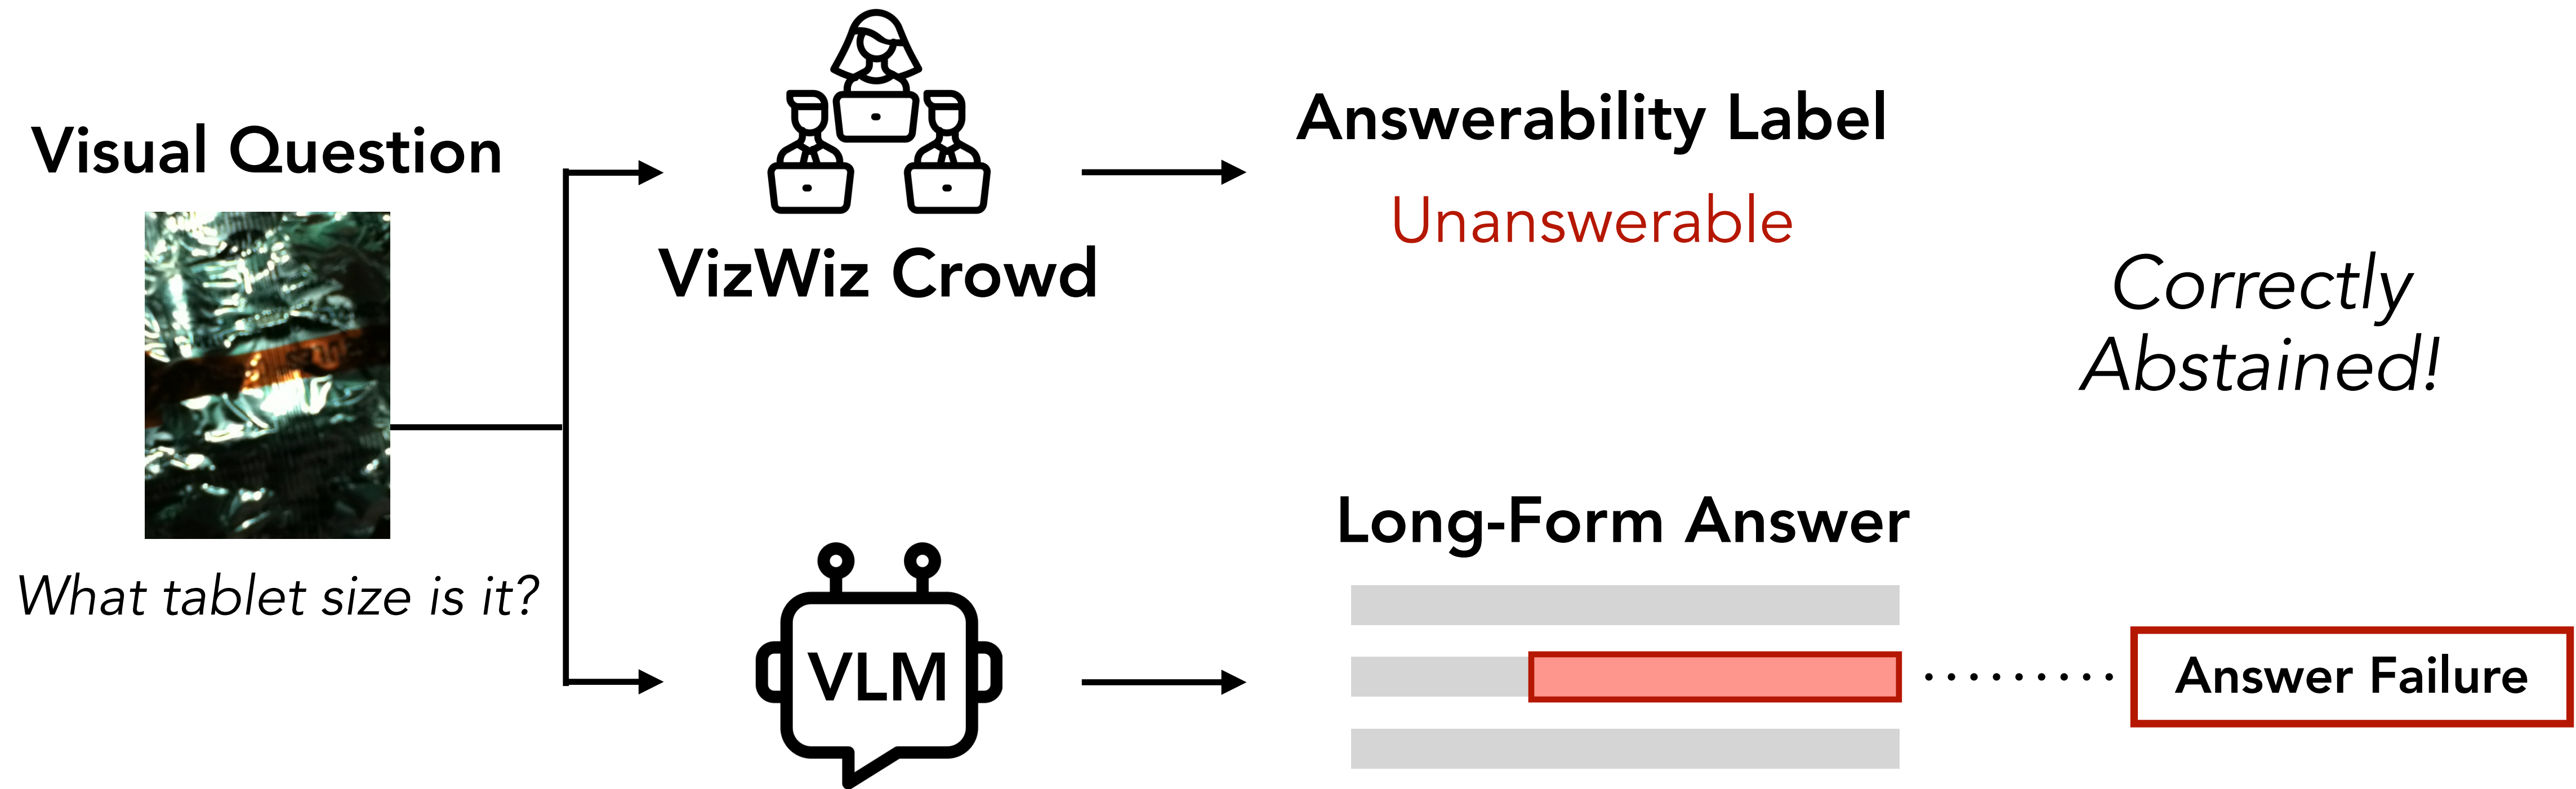 Visual Question
What tablet size is it?
VizWiz Crowd
Answerability Label
Unanswerable
Correctly
Abstained!
VLM
Long-Form Answer
Answer Failure